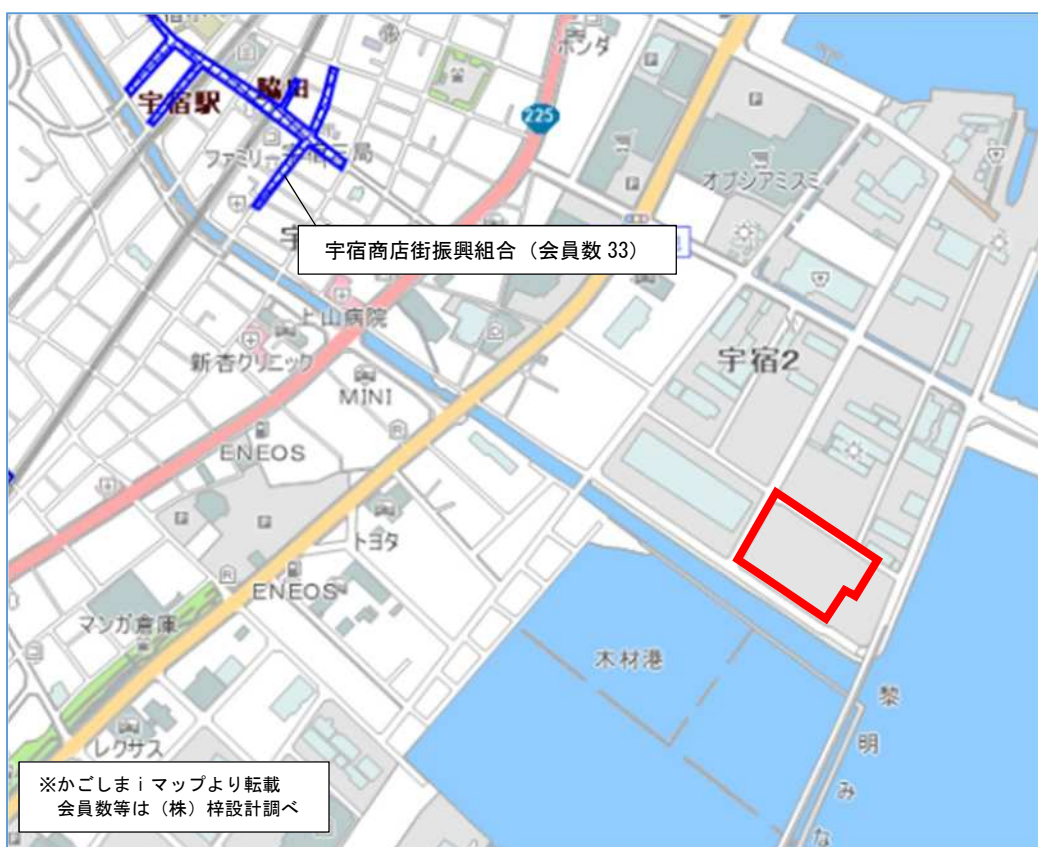 ホンダ
脇田
宇宿駅
225
ファミリー
オプシアミスミ
宇宿商店街振興組合（会員数 33）
上山病院
新杏クリニック
宇宿2
MINI
ENEOS
トヨタ
ENEOS
マンガ倉庫
木材港
レクサス
黎明みな
※かごしまｉマップより転載
会員数等は（株）梓設計調べ